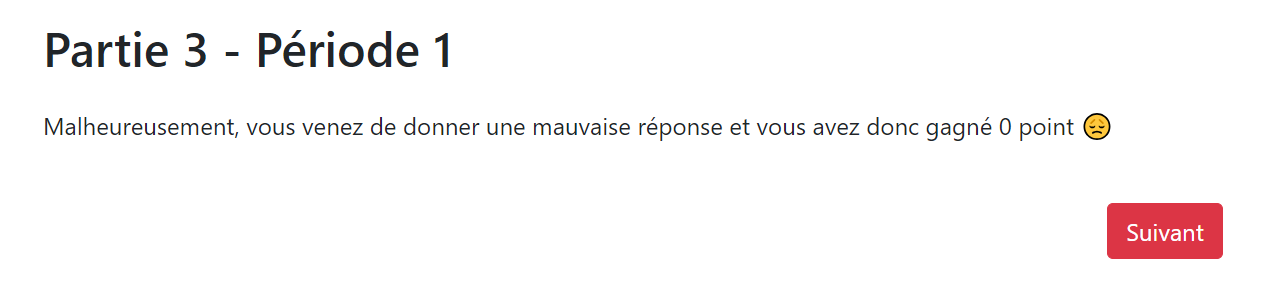 Partie 3 - Période 1
Malheureusement, vous venez de donner une mauvaise réponse et vous avez donc gagné 0 point 😞
Suivant